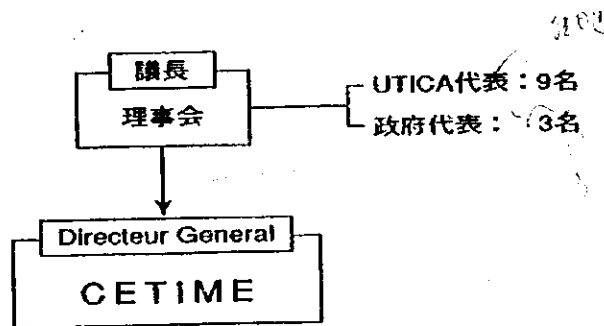 議長
理事会
UTICA代表：9名
政府代表： 3名
Directeur General
CETIME